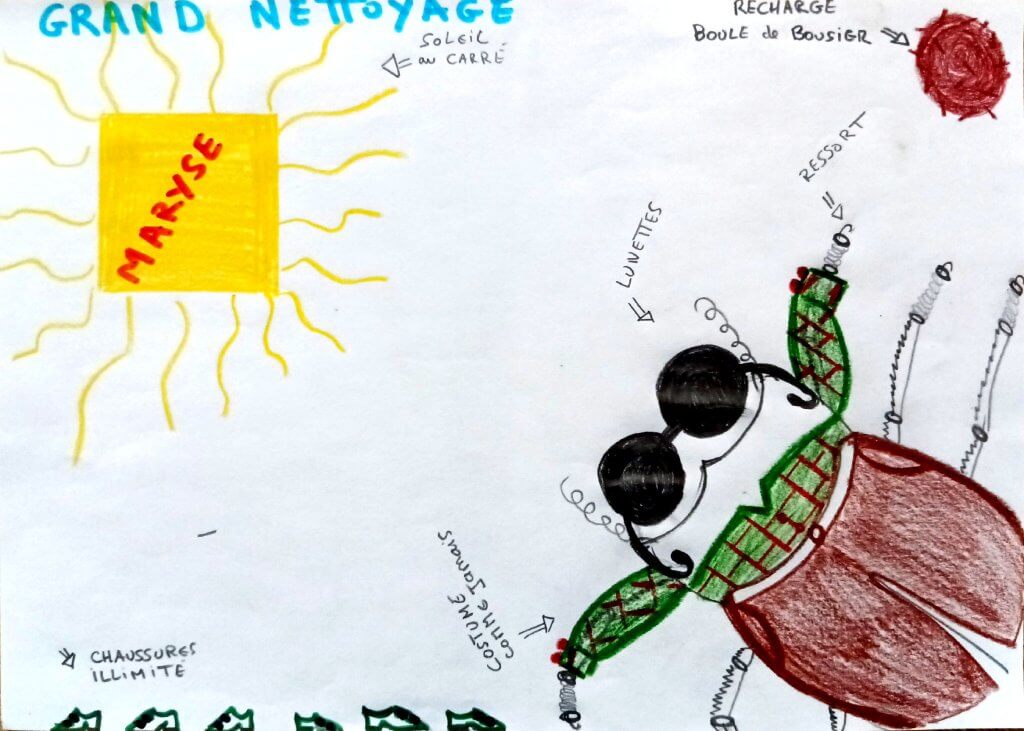 GRAND NETTOYAGE
SOLEIL
au CARRÉ
RECHARGE
BOULE de BOUSIER
MARYSE
RESSORT
LUNETTES
COSTUME
COMME JAMAIS
CHAUSSURES
ILLIMITÉ